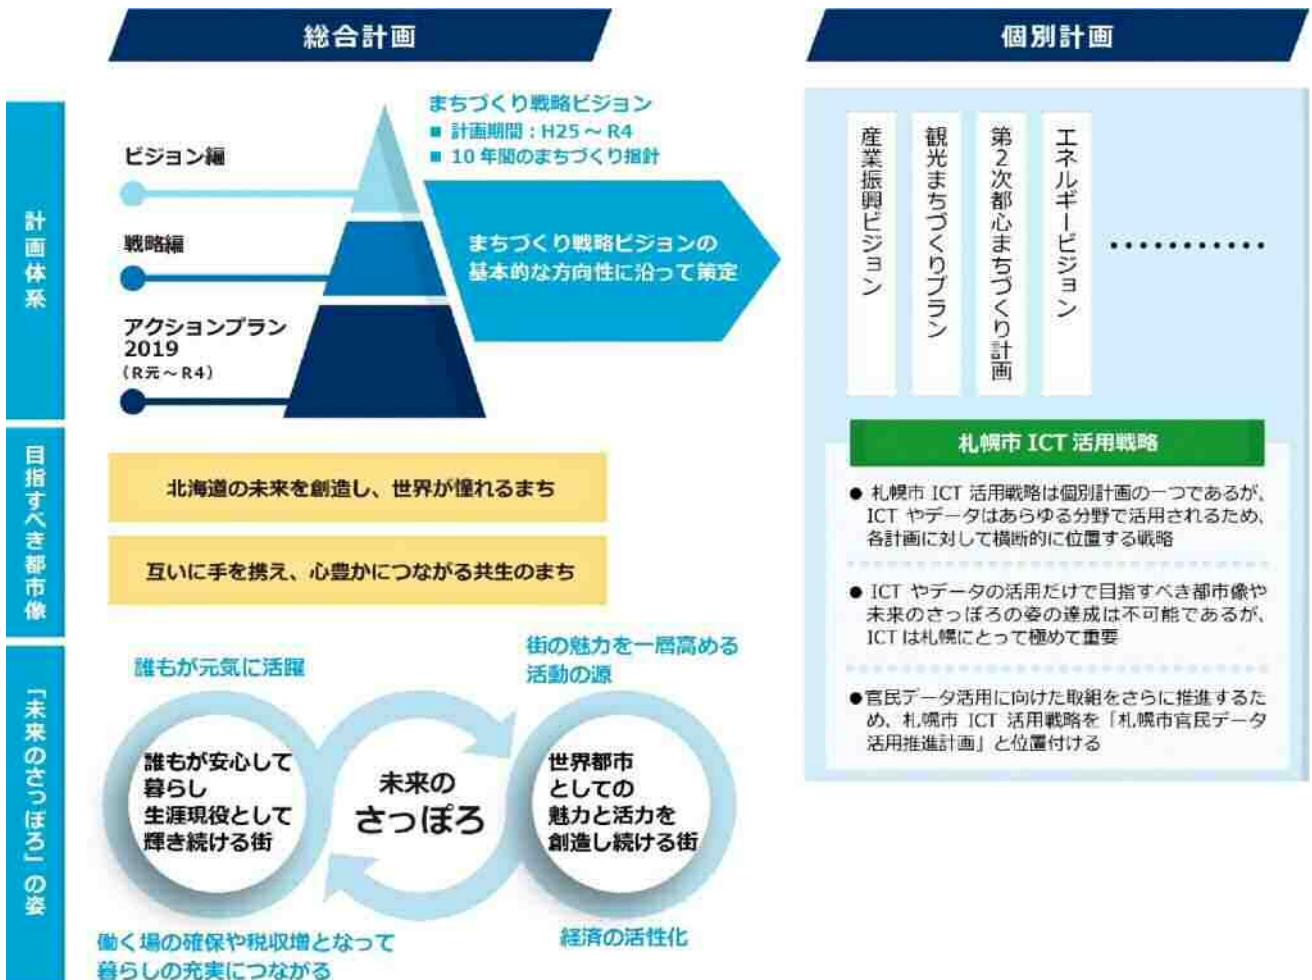 総合計画
個別計画
計画体系
まちづくり戦略ビジョン
■ 計画期間：H25～R4
■ 10年間のまちづくり指針
ビジョン編
戦略編
アクションプラン
2019
（R元～R4）
まちづくり戦略ビジョンの
基本的な方向性に沿って策定
産業振興ビジョン
観光まちづくりプラン
第2次都心まちづくり計画
エネルギービジョン
・・・・・・・・・・・
目指すべき都市像
北海道の未来を創造し、世界が憧れるまち
互いに手を携え、心豊かにつながる共生のまち
「未来のさっぽろ」の姿
誰もが元気に活躍
街の魅力を一層高める
活動の源
誰もが安心して
暮らし
生涯現役として
輝き続ける街
未来の
さっぽろ
世界都市
としての
魅力と活力を
創造し続ける街
働く場の確保や税収増となって
暮らしの充実につながる
経済の活性化
札幌市 ICT 活用戦略
● 札幌市 ICT 活用戦略は個別計画の一つであるが、
ICT やデータはあらゆる分野で活用されるため、
各計画に対して横断的に位置する戦略
● ICT やデータの活用だけで目指すべき都市像や
未来のさっぽろの姿の達成は不可能であるが、
ICT は札幌にとって極めて重要
●官民データ活用に向けた取組をさらに推進するた
め、札幌市 ICT 活用戦略を「札幌市官民データ
活用推進計画」と位置付ける